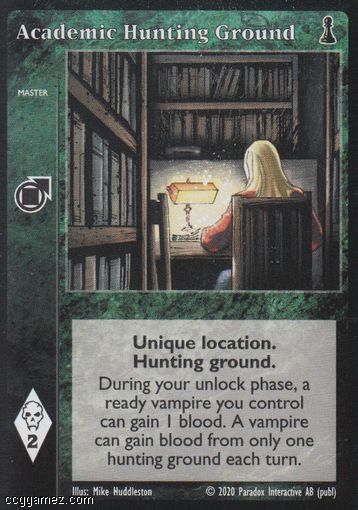 Academic Hunting Ground
MASTER
Unique location.
Hunting ground.
During your unlock phase, a
ready vampire you control
can gain 1 blood. A vampire
can gain blood from only one
hunting ground each turn.
2
Illus: Mike Huddleston © 2020 Paradox Interactive AB (publ)
ccggamez.com